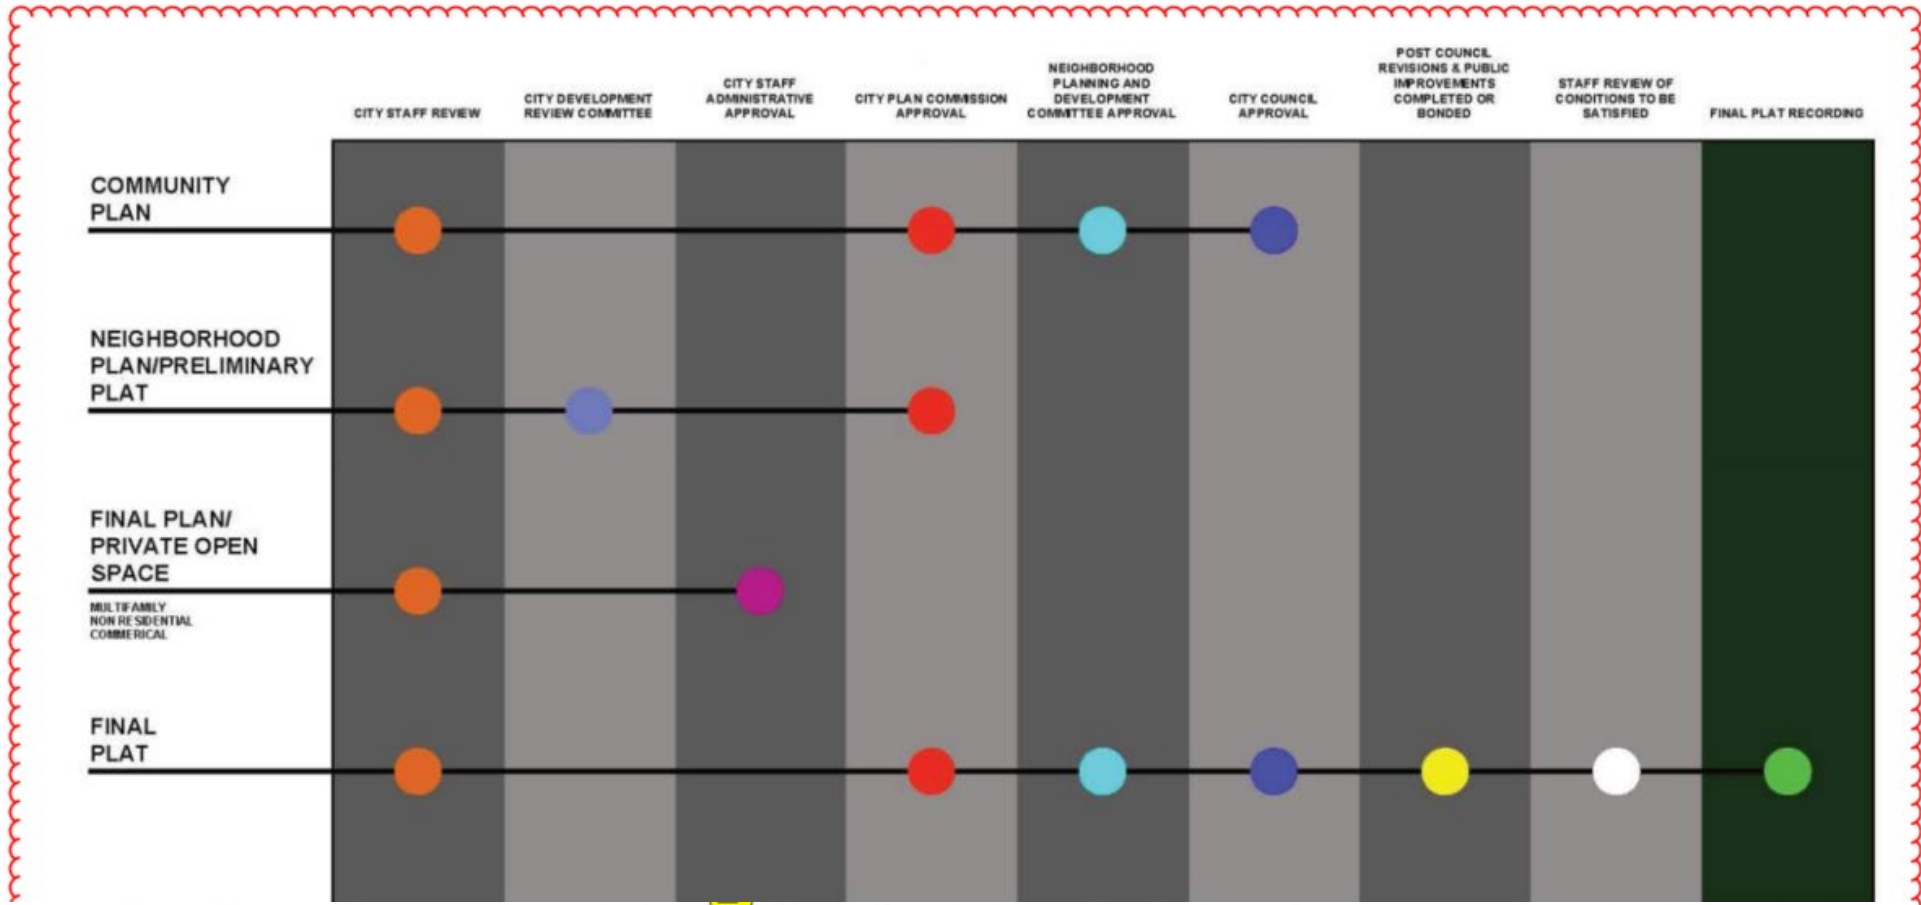 CITY STAFF REVIEW
CITY DEVELOPMENT
REVIEW COMMITTEE
CITY STAFF
ADMINISTRATIVE
APPROVAL
CITY PLAN COMMISSION
APPROVAL
NEIGHBORHOOD
PLANNING AND
DEVELOPMENT
COMMITTEE APPROVAL
CITY COUNCIL
APPROVAL
POST COUNCIL
REVISIONS & PUBLIC
IMPROVEMENTS
COMPLETED OR
BONDED
STAFF REVIEW OF
CONDITIONS TO BE
SATISFIED
FINAL PLAT RECORDING
COMMUNITY
PLAN
NEIGHBORHOOD
PLAN/PRELIMINARY
PLAT
FINAL PLAN/
PRIVATE OPEN
SPACE
MULTIFAMILY
NON RESIDENTIAL
COMMERICAL
FINAL
PLAT